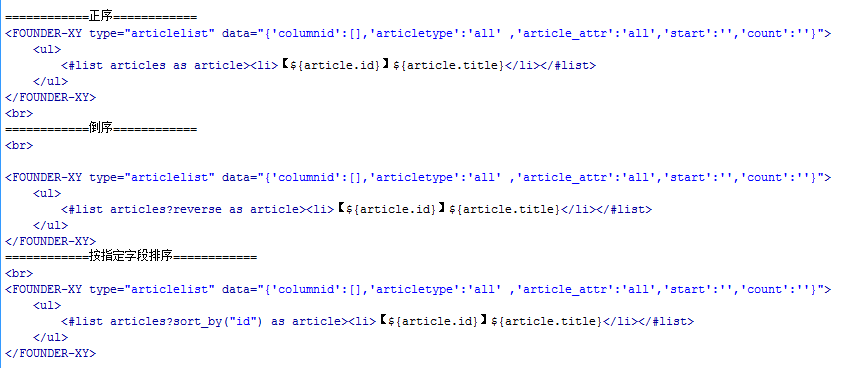 ============正序============
<FOUNDER-XY type="articlelist" data="{'columnid':[],'articletype':'all' ,'article_attr':'all','start':'','count':''}">
    <ul>
        <#list articles as article><li>【${article.id}】${article.title}</li></#list>
    </ul>
</FOUNDER-XY>
<br>
============倒序============
<br>

<FOUNDER-XY type="articlelist" data="{'columnid':[],'articletype':'all' ,'article_attr':'all','start':'','count':''}">
    <ul>
        <#list articles?reverse as article><li>【${article.id}】${article.title}</li></#list>
    </ul>
</FOUNDER-XY>
============按指定字段排序============
<br>
<FOUNDER-XY type="articlelist" data="{'columnid':[],'articletype':'all' ,'article_attr':'all','start':'','count':''}">
    <ul>
        <#list articles?sort_by("id") as article><li>【${article.id}】${article.title}</li></#list>
    </ul>
</FOUNDER-XY>